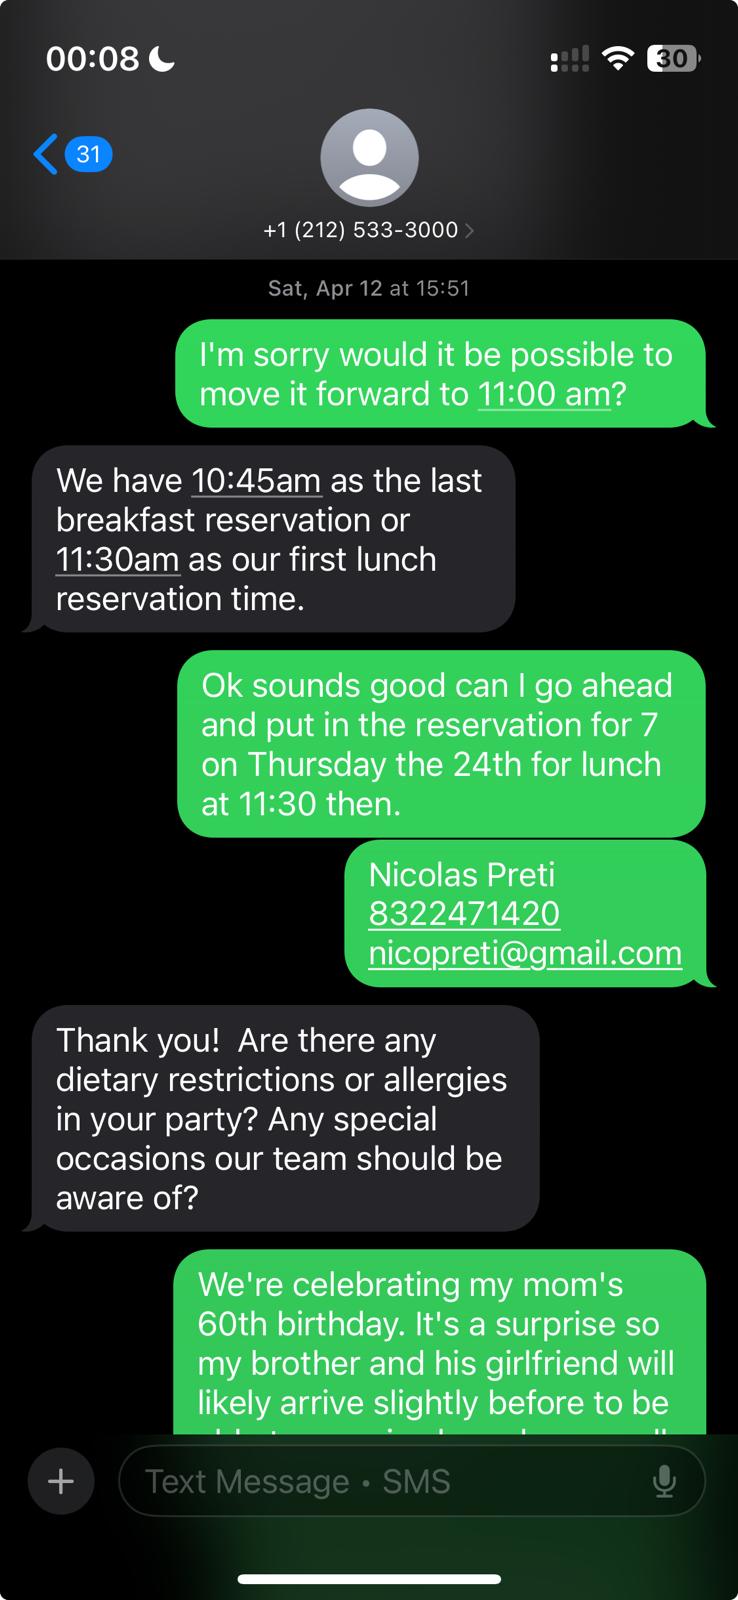 00:08
30
31
+1 (212) 533-3000
Sat, Apr 12 at 15:51
I'm sorry would it be possible to
move it forward to 11:00 am?
We have 10:45am as the last
breakfast reservation or
11:30am as our first lunch
reservation time.
Ok sounds good can I go ahead
and put in the reservation for 7
on Thursday the 24th for lunch
at 11:30 then.
Nicolas Preti
8322471420
nicopreti@gmail.com
Thank you!  Are there any
dietary restrictions or allergies
in your party? Any special
occasions our team should be
aware of?
We're celebrating my mom's
60th birthday. It's a surprise so
my brother and his girlfriend will
likely arrive slightly before to be
Text Message • SMS